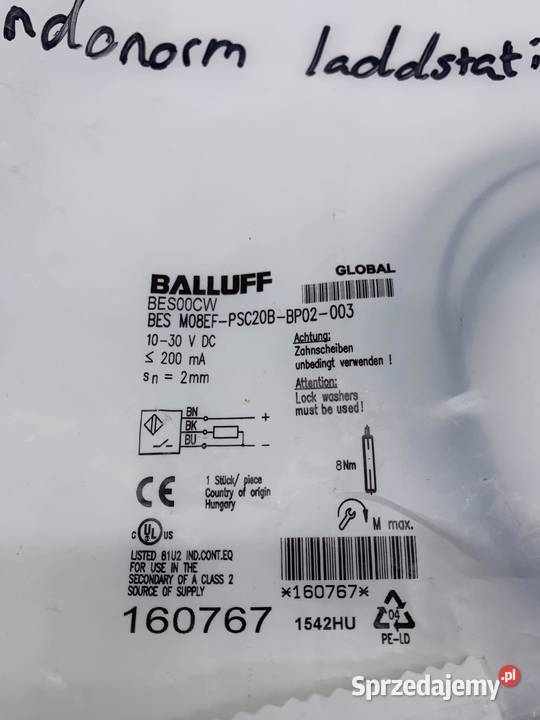 ndonorm laddstati
BALLUFF
GLOBAL
BES00CW
BES M08EF-PSC20B-BP02-003
10-30 V DC
≤ 200 mA
sn = 2mm
Achtung:
Zahnscheiben
unbedingt verwenden !
Attention:
Lock washers
must be used!
BN
+
BK
BU
−
8Nm
M max.
CE
1 Stück/ piece
Country of origin
Hungary
c UL us
LISTED 81U2 IND.CONT.EQ
FOR USE IN THE
SECONDARY OF A CLASS 2
SOURCE OF SUPPLY
*160767*
160767
1542HU
04
PE-LD
Sprzedajemy.pl